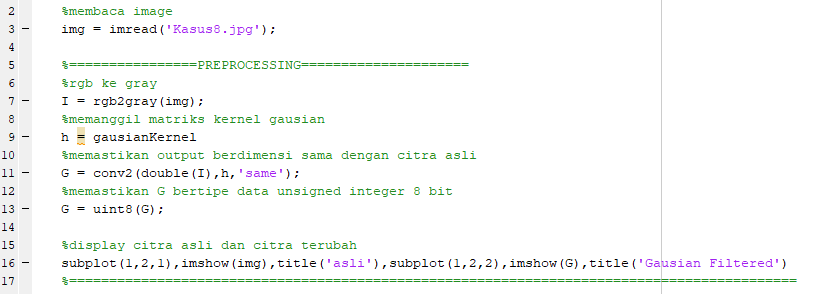 2 %membaca image
3 - img = imread('Kasus8.jpg');
4
5 %================PREPROCESSING=====================
6 %rgb ke gray
7 - I = rgb2gray(img);
8 %memanggil matriks kernel gausian
9 - h = gausianKernel
10 %memastikan output berdimensi sama dengan citra asli
11 - G = conv2(double(I),h,'same');
12 %memastikan G bertipe data unsigned integer 8 bit
13 - G = uint8(G);
14
15 %display citra asli dan citra terubah
16 - subplot(1,2,1),imshow(img),title('asli'),subplot(1,2,2),imshow(G),title('Gausian Filtered')
17 %===========================================================================================